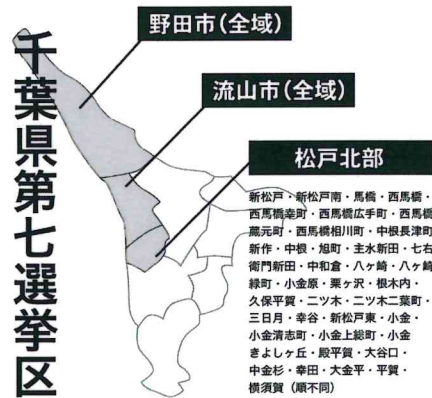 千葉県第七選挙区
野田市(全域)
流山市(全域)
松戸北部
新松戸・新松戸南・馬橋・西馬橋・
西馬橋幸町・西馬橋広手町・西馬橋
蔵元町・西馬橋相川町・中根長津町
新作・中根・旭町・主水新田・七右
衛門新田・中和倉・八ヶ崎・八ヶ崎
緑町・小金原・栗ヶ沢・根木内・
久保平賀・二ツ木・二ツ木二葉町・
三日月・幸谷・新松戸東・小金・
小金清志町・小金上総町・小金
きよしヶ丘・殿平賀・大谷口・
中金杉・幸田・大金平・平賀・
横須賀(順不同)